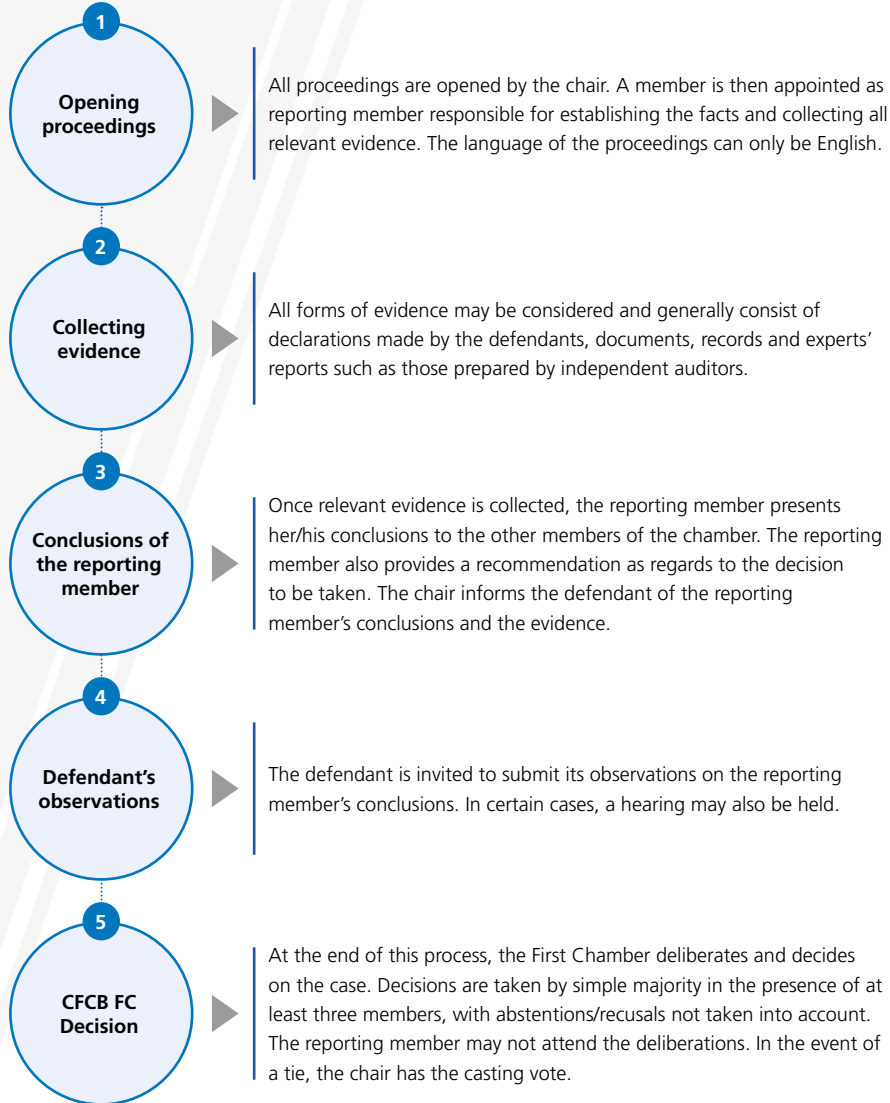 1
Opening
proceedings
All proceedings are opened by the chair. A member is then appointed as
reporting member responsible for establishing the facts and collecting all
relevant evidence. The language of the proceedings can only be English.
2
Collecting
evidence
All forms of evidence may be considered and generally consist of
declarations made by the defendants, documents, records and experts’
reports such as those prepared by independent auditors.
3
Conclusions of
the reporting
member
Once relevant evidence is collected, the reporting member presents
her/his conclusions to the other members of the chamber. The reporting
member also provides a recommendation as regards to the decision
to be taken. The chair informs the defendant of the reporting
member’s conclusions and the evidence.
4
Defendant’s
observations
The defendant is invited to submit its observations on the reporting
member’s conclusions. In certain cases, a hearing may also be held.
5
CFCB FC
Decision
At the end of this process, the First Chamber deliberates and decides
on the case. Decisions are taken by simple majority in the presence of at
least three members, with abstentions/recusals not taken into account.
The reporting member may not attend the deliberations. In the event of
a tie, the chair has the casting vote.